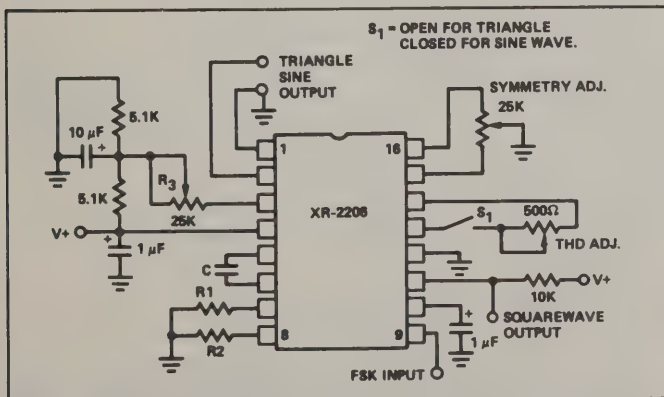 S1 = OPEN FOR TRIANGLE
CLOSED FOR SINE WAVE.
TRIANGLE
SINE
OUTPUT
SYMMETRY ADJ.
25K
5.1K
10 µF +
1
16
R3
5.1K
25K
XR-2206
S1
500Ω
THD ADJ.
V+
+
1 µF
C
V+
10K
R1
SQUAREWAVE
OUTPUT
8
9
+
R2
1 µF
FSK INPUT